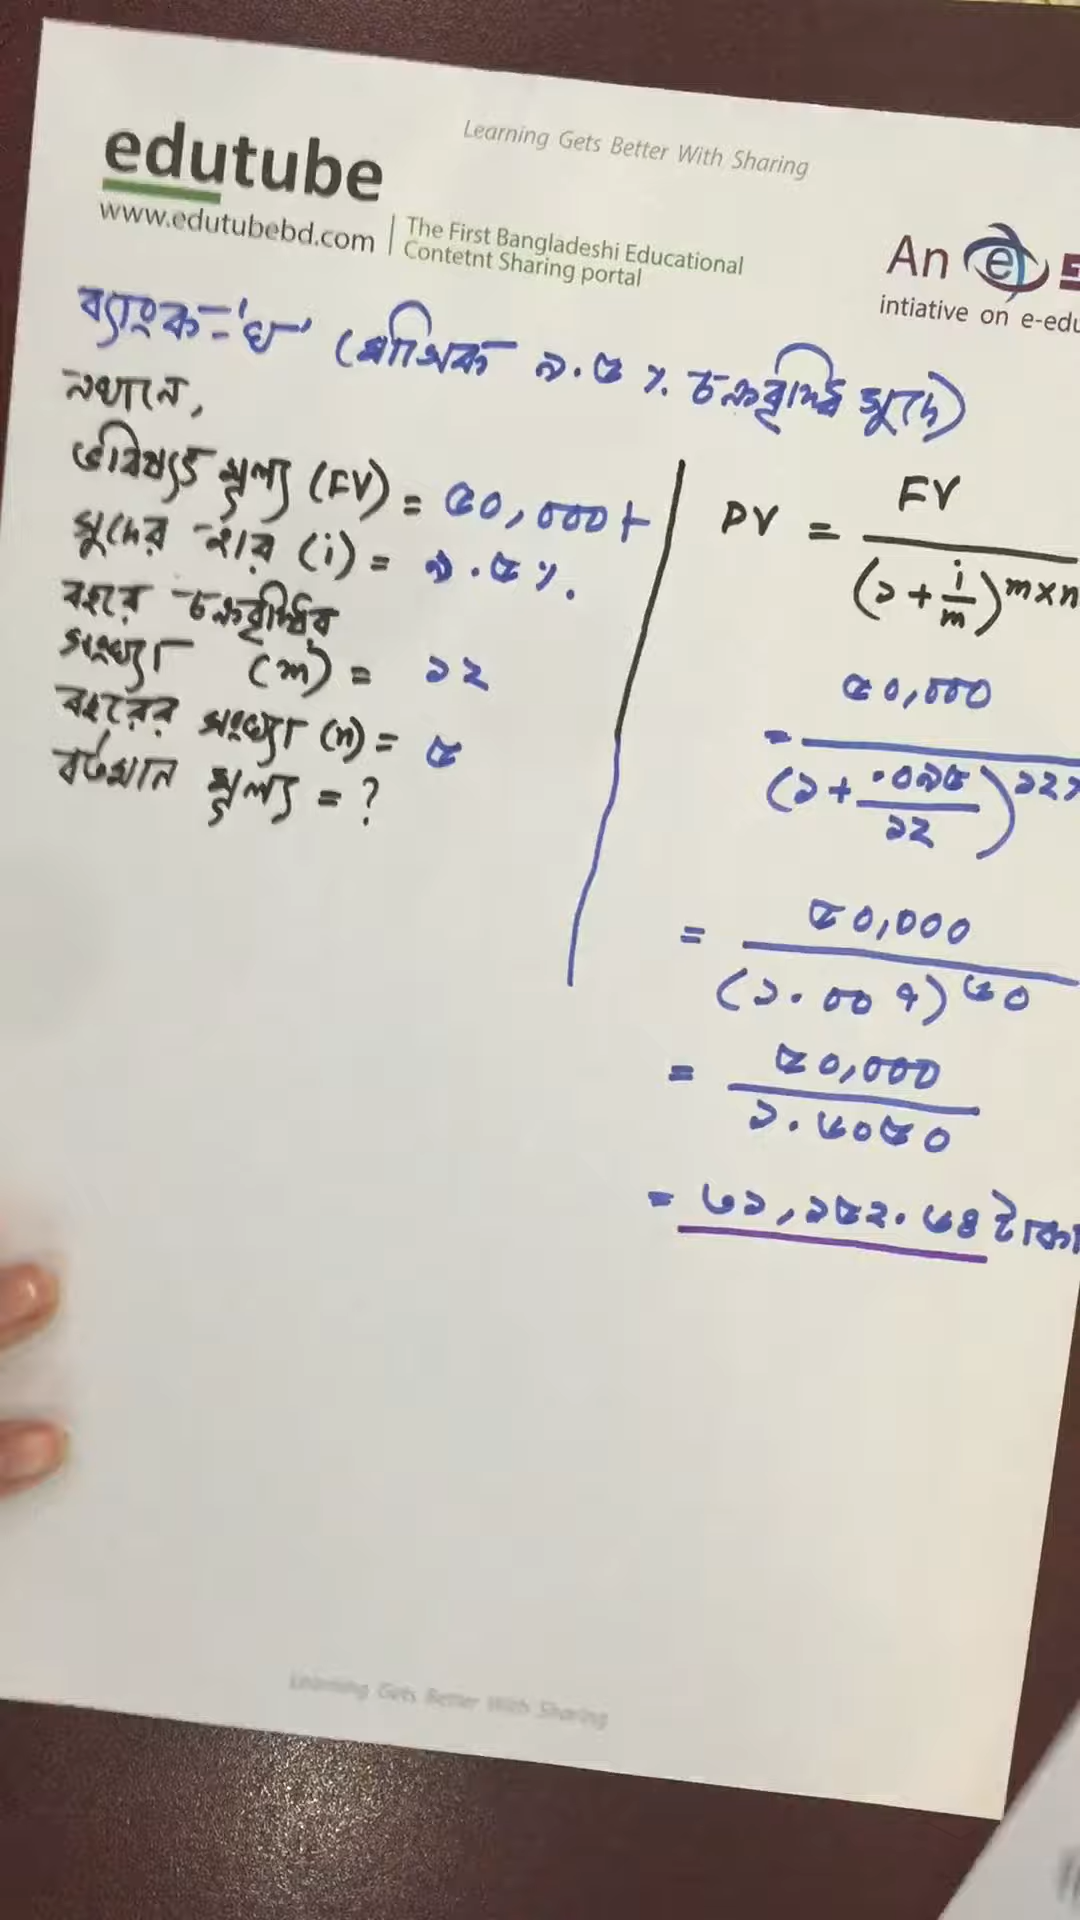 Learning Gets Better With Sharing
edutube
www.edutubebd.com
The First Bangladeshi Educational
Contetnt Sharing portal
An e
intiative on e-edu
ব্যাংক-'ঘ' (মাসিক ৯.৫% চক্রবৃদ্ধি সুদে)
এখানে,
ভবিষ্যৎ মূল্য (FV) = ৫০,০০০৳
সুদের হার (i) = ৯.৫%
বছরে চক্রবৃদ্ধির
সংখ্যা (m) = ১২
বছরের সংখ্যা (n) = ৫
বর্তমান মূল্য = ?
PV = FV / (১ + i/m)^m×n
= ৫০,০০০ / (১ + .০৯৫/১২)^১২×
= ৫০,০০০ / (১.০০৭)^৬০
= ৫০,০০০ / ১.৬০৫০
= ৩১,১৫২.৬৪ টাকা
Learning Gets Better With Sharing